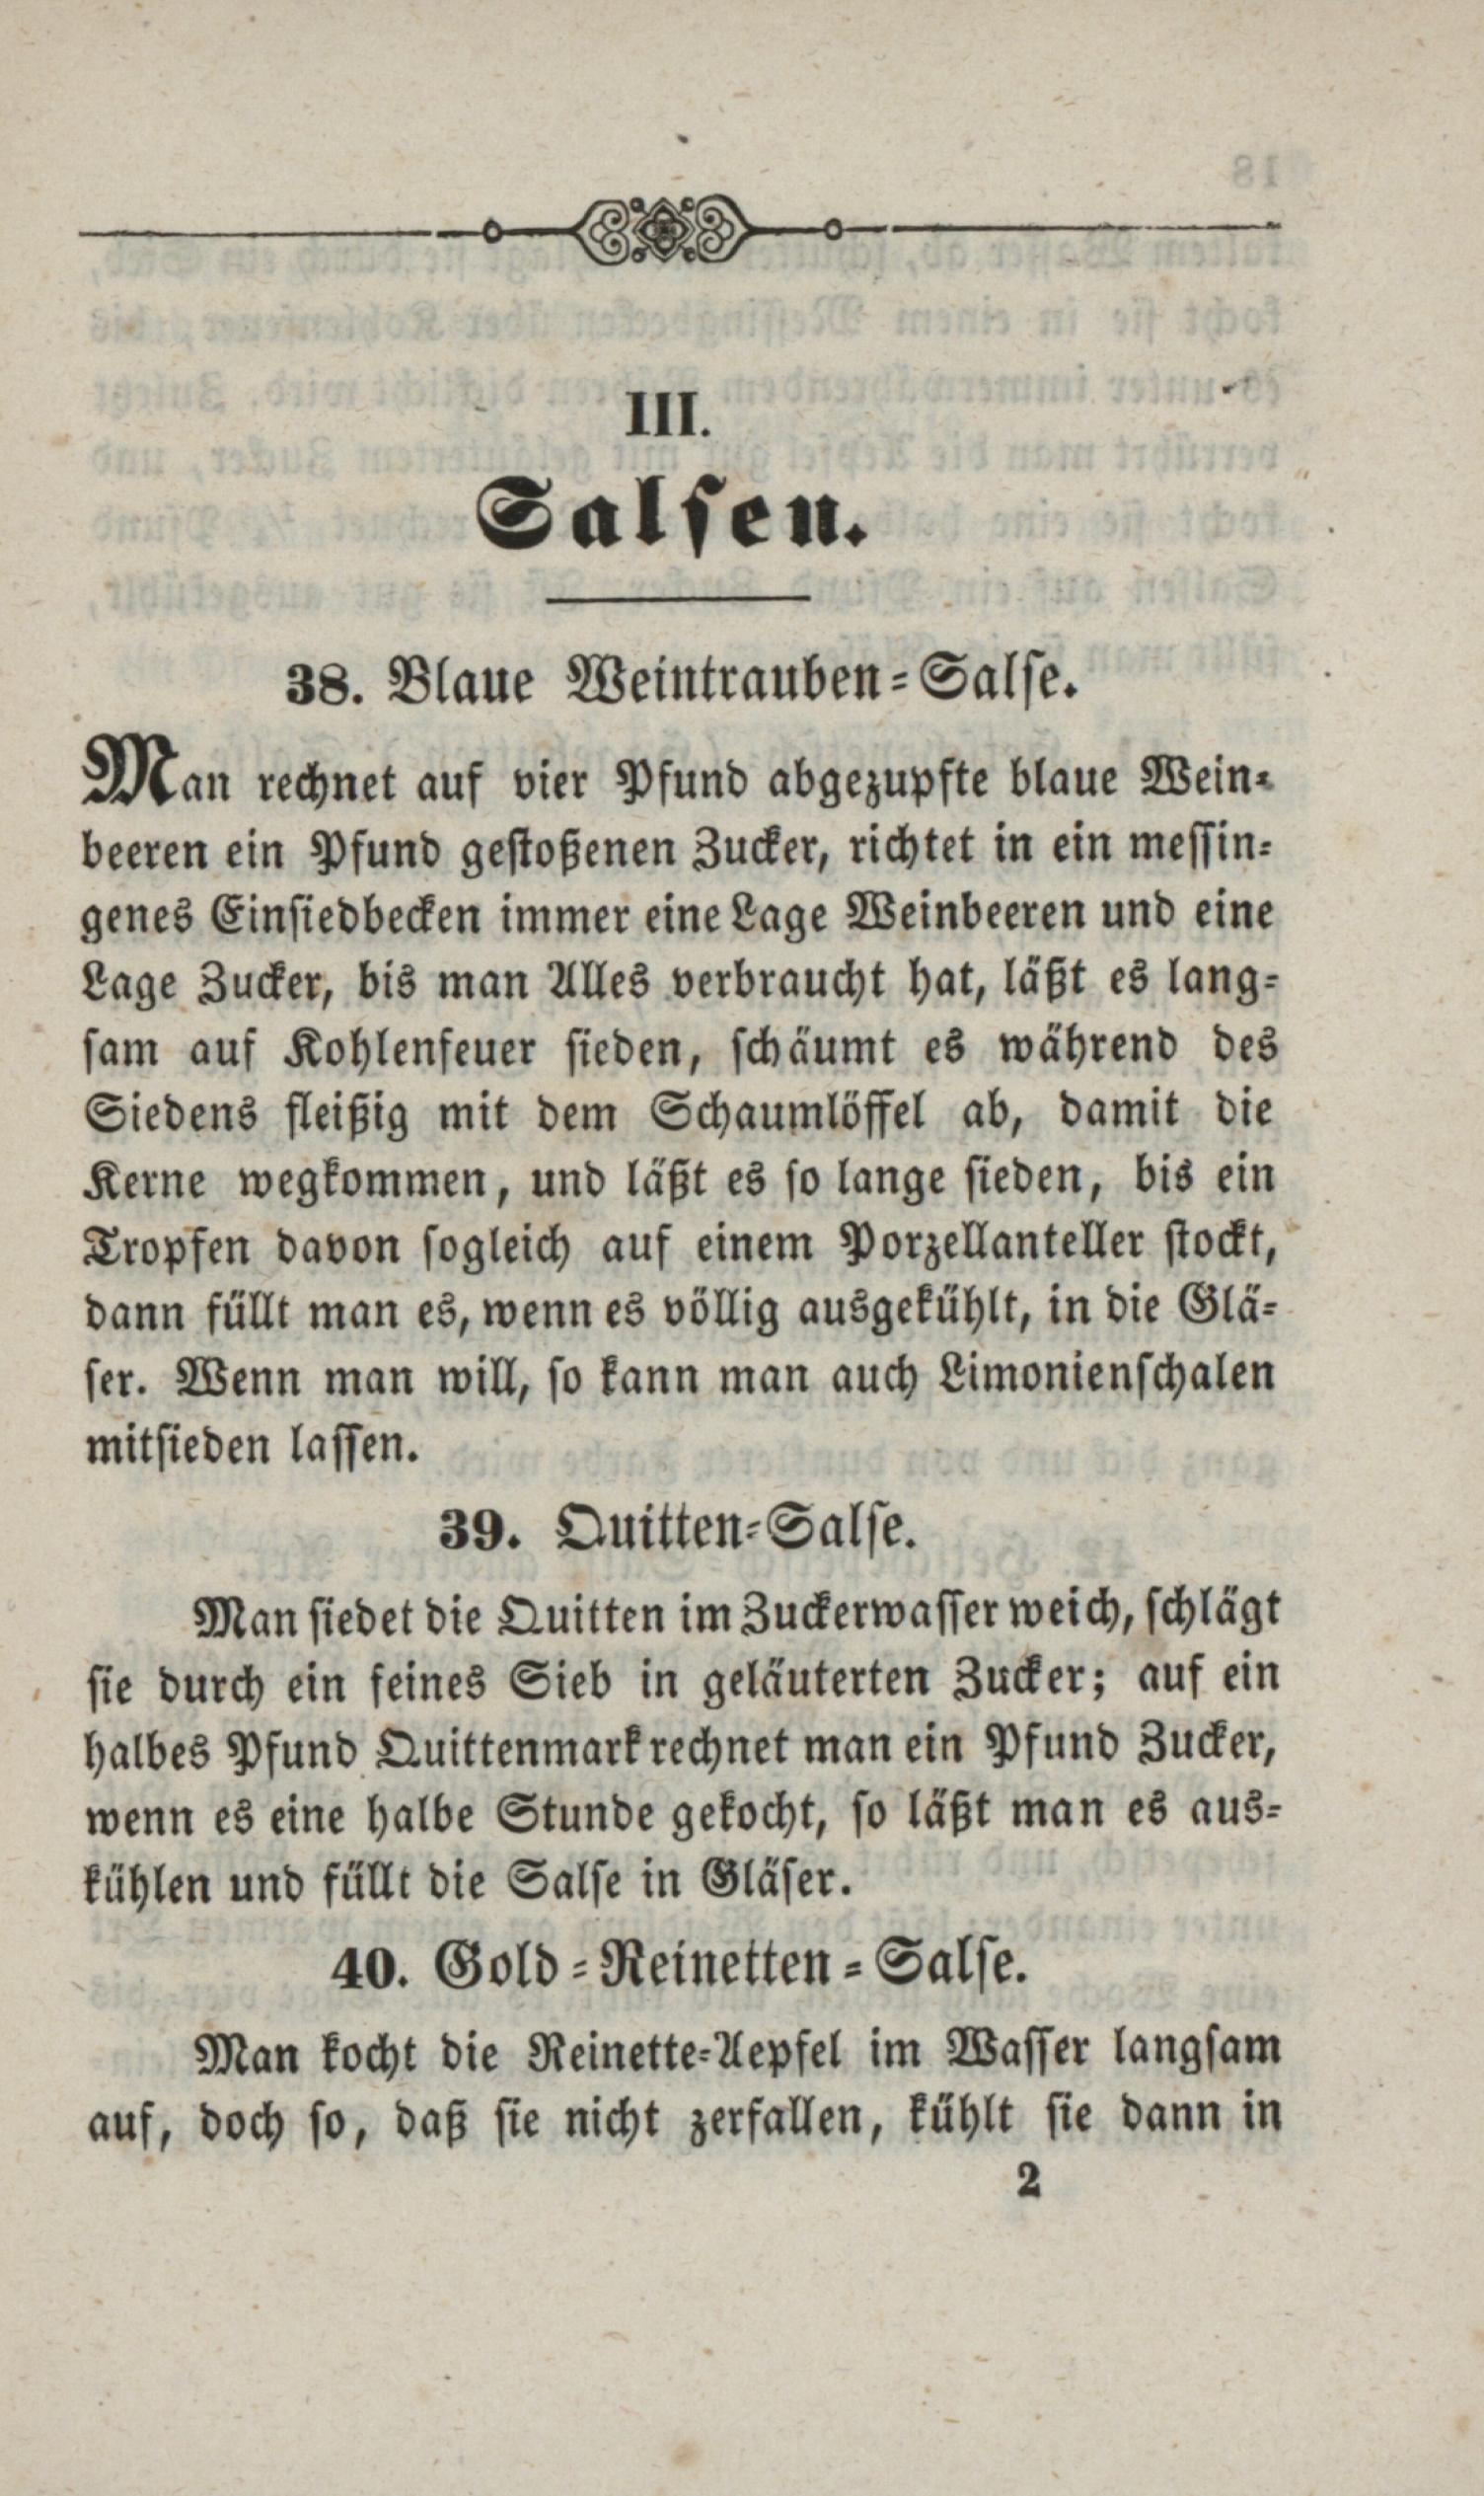 III.
Salsen.
38. Blaue Weintrauben-Salse.
Man rechnet auf vier Pfund abgezupfte blaue Wein-
beeren ein Pfund gestoßenen Zucker, richtet in ein messin-
genes Einsiedbecken immer eine Lage Weinbeeren und eine
Lage Zucker, bis man Alles verbraucht hat, läßt es lang-
sam auf Kohlenfeuer sieden, schäumt es während des
Siedens fleißig mit dem Schaumlöffel ab, damit die
Kerne wegkommen, und läßt es so lange sieden, bis ein
Tropfen davon sogleich auf einem Porzellanteller stockt,
dann füllt man es, wenn es völlig ausgekühlt, in die Glä-
ser. Wenn man will, so kann man auch Limonienschalen
mitsieden lassen.
39. Quitten-Salse.
Man siedet die Quitten im Zuckerwasser weich, schlägt
sie durch ein feines Sieb in geläuterten Zucker; auf ein
halbes Pfund Quittenmark rechnet man ein Pfund Zucker,
wenn es eine halbe Stunde gekocht, so läßt man es aus-
kühlen und füllt die Salse in Gläser.
40. Gold-Reinetten-Salse.
Man kocht die Reinette-Aepfel im Wasser langsam
auf, doch so, daß sie nicht zerfallen, kühlt sie dann in
2